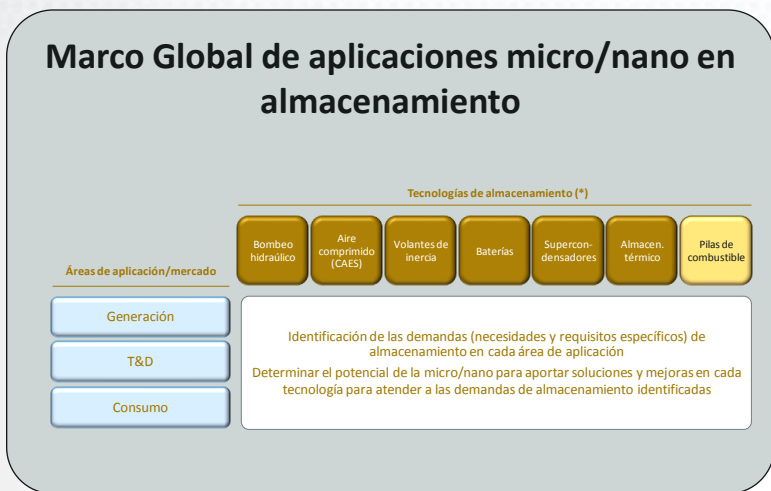 Marco Global de aplicaciones micro/nano en
almacenamiento
Tecnologías de almacenamiento (*)
Áreas de aplicación/mercado
Bombeo
hidráulico
Aire
comprimido
(CAES)
Volantes de
inercia
Baterías
Supercon-
densadores
Almacen.
térmico
Pilas de
combustible
Generación
T&D
Consumo
Identificación de las demandas (necesidades y requisitos específicos) de
almacenamiento en cada área de aplicación
Determinar el potencial de la micro/nano para aportar soluciones y mejoras en cada
tecnología para atender a las demandas de almacenamiento identificadas